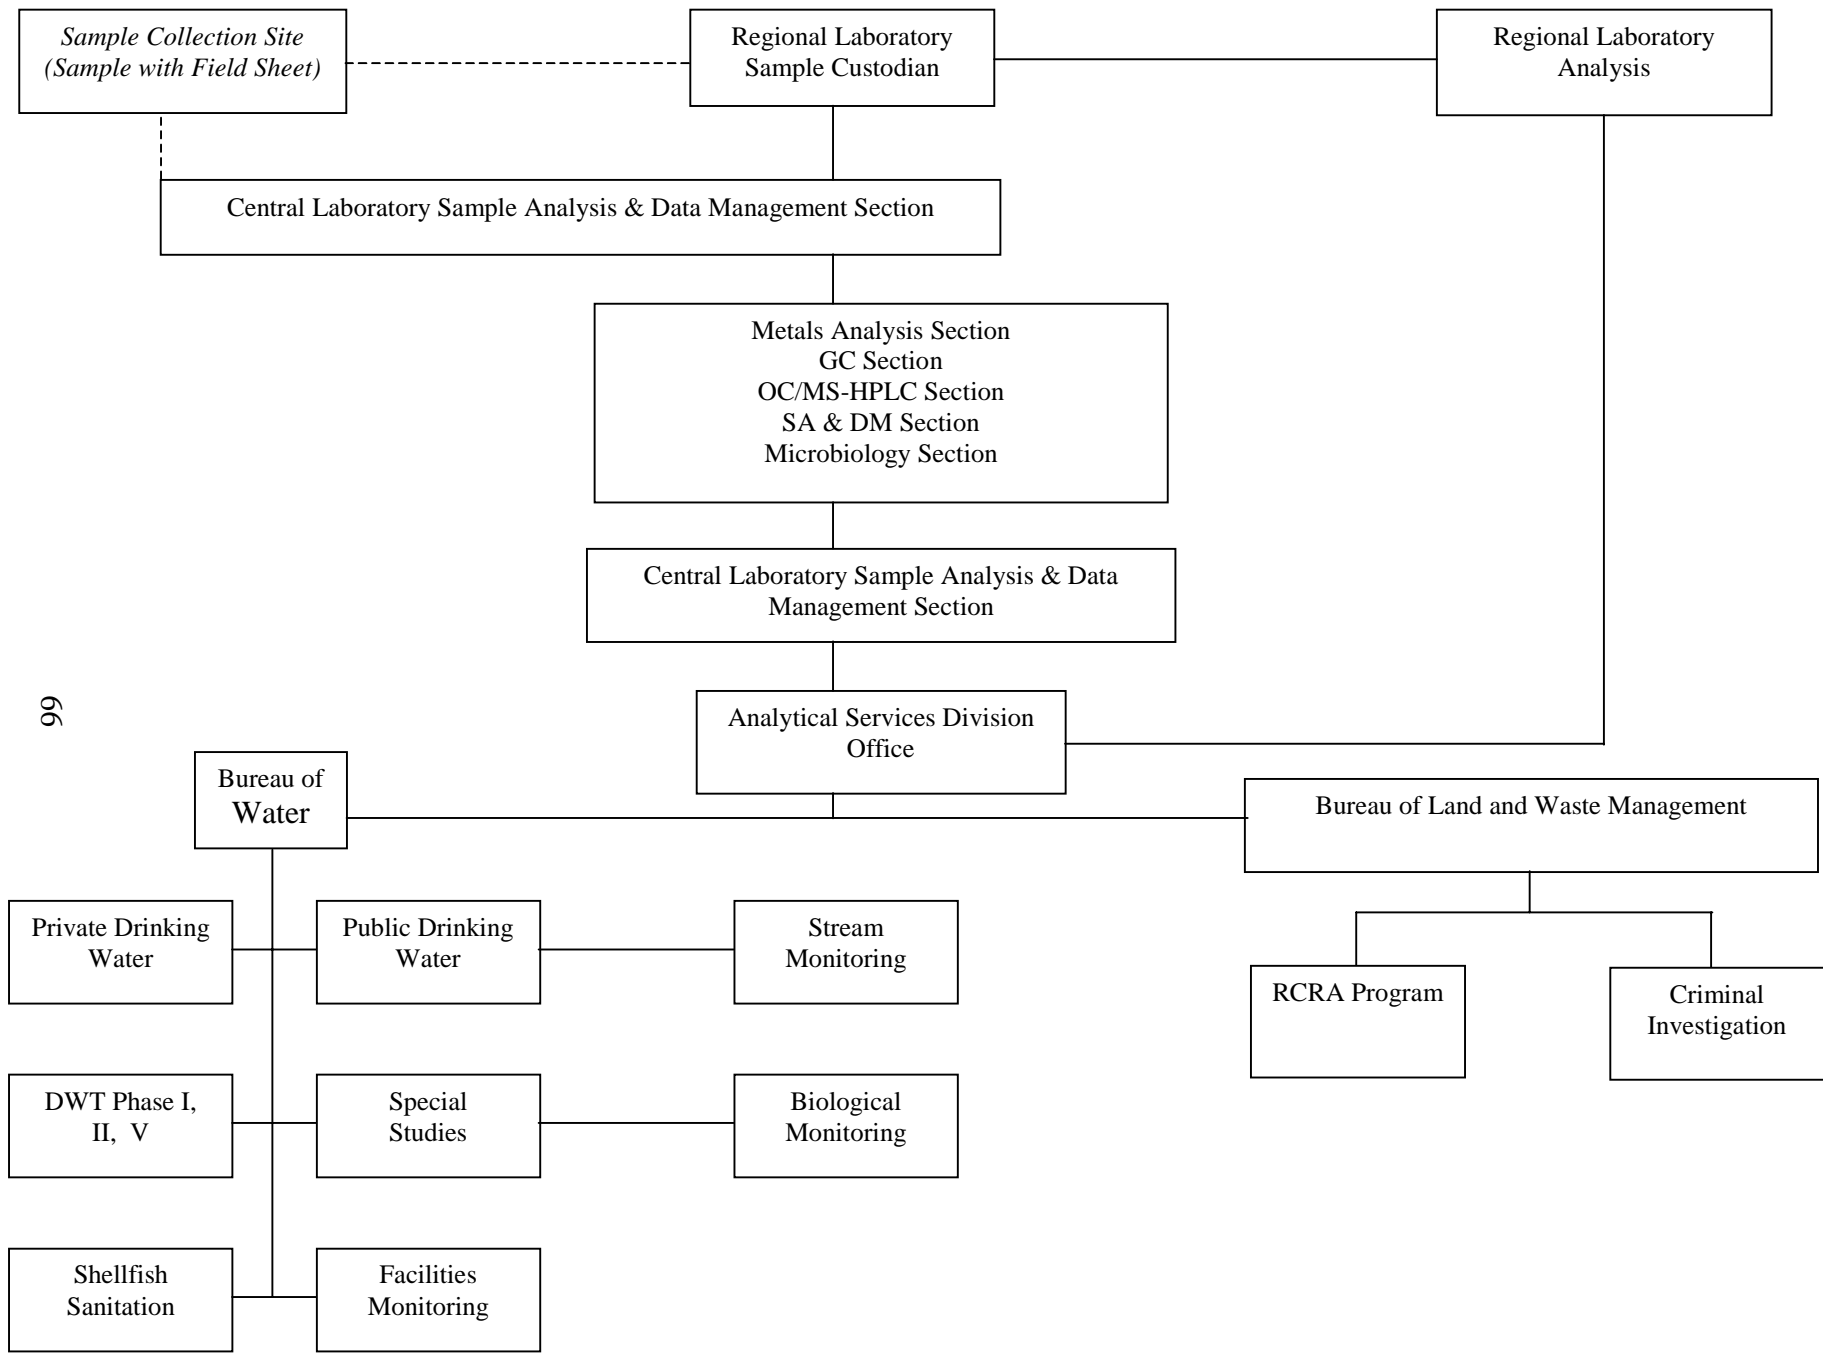 Sample Collection Site
(Sample with Field Sheet)
Regional Laboratory
Sample Custodian
Regional Laboratory
Analysis
Central Laboratory Sample Analysis & Data Management Section
Metals Analysis Section
GC Section
OC/MS-HPLC Section
SA & DM Section
Microbiology Section
Central Laboratory Sample Analysis & Data
Management Section
99
Analytical Services Division
Office
Bureau of
Water
Bureau of Land and Waste Management
Private Drinking
Water
Public Drinking
Water
Stream
Monitoring
RCRA Program
Criminal
Investigation
DWT Phase I,
II, V
Special
Studies
Biological
Monitoring
Shellfish
Sanitation
Facilities
Monitoring